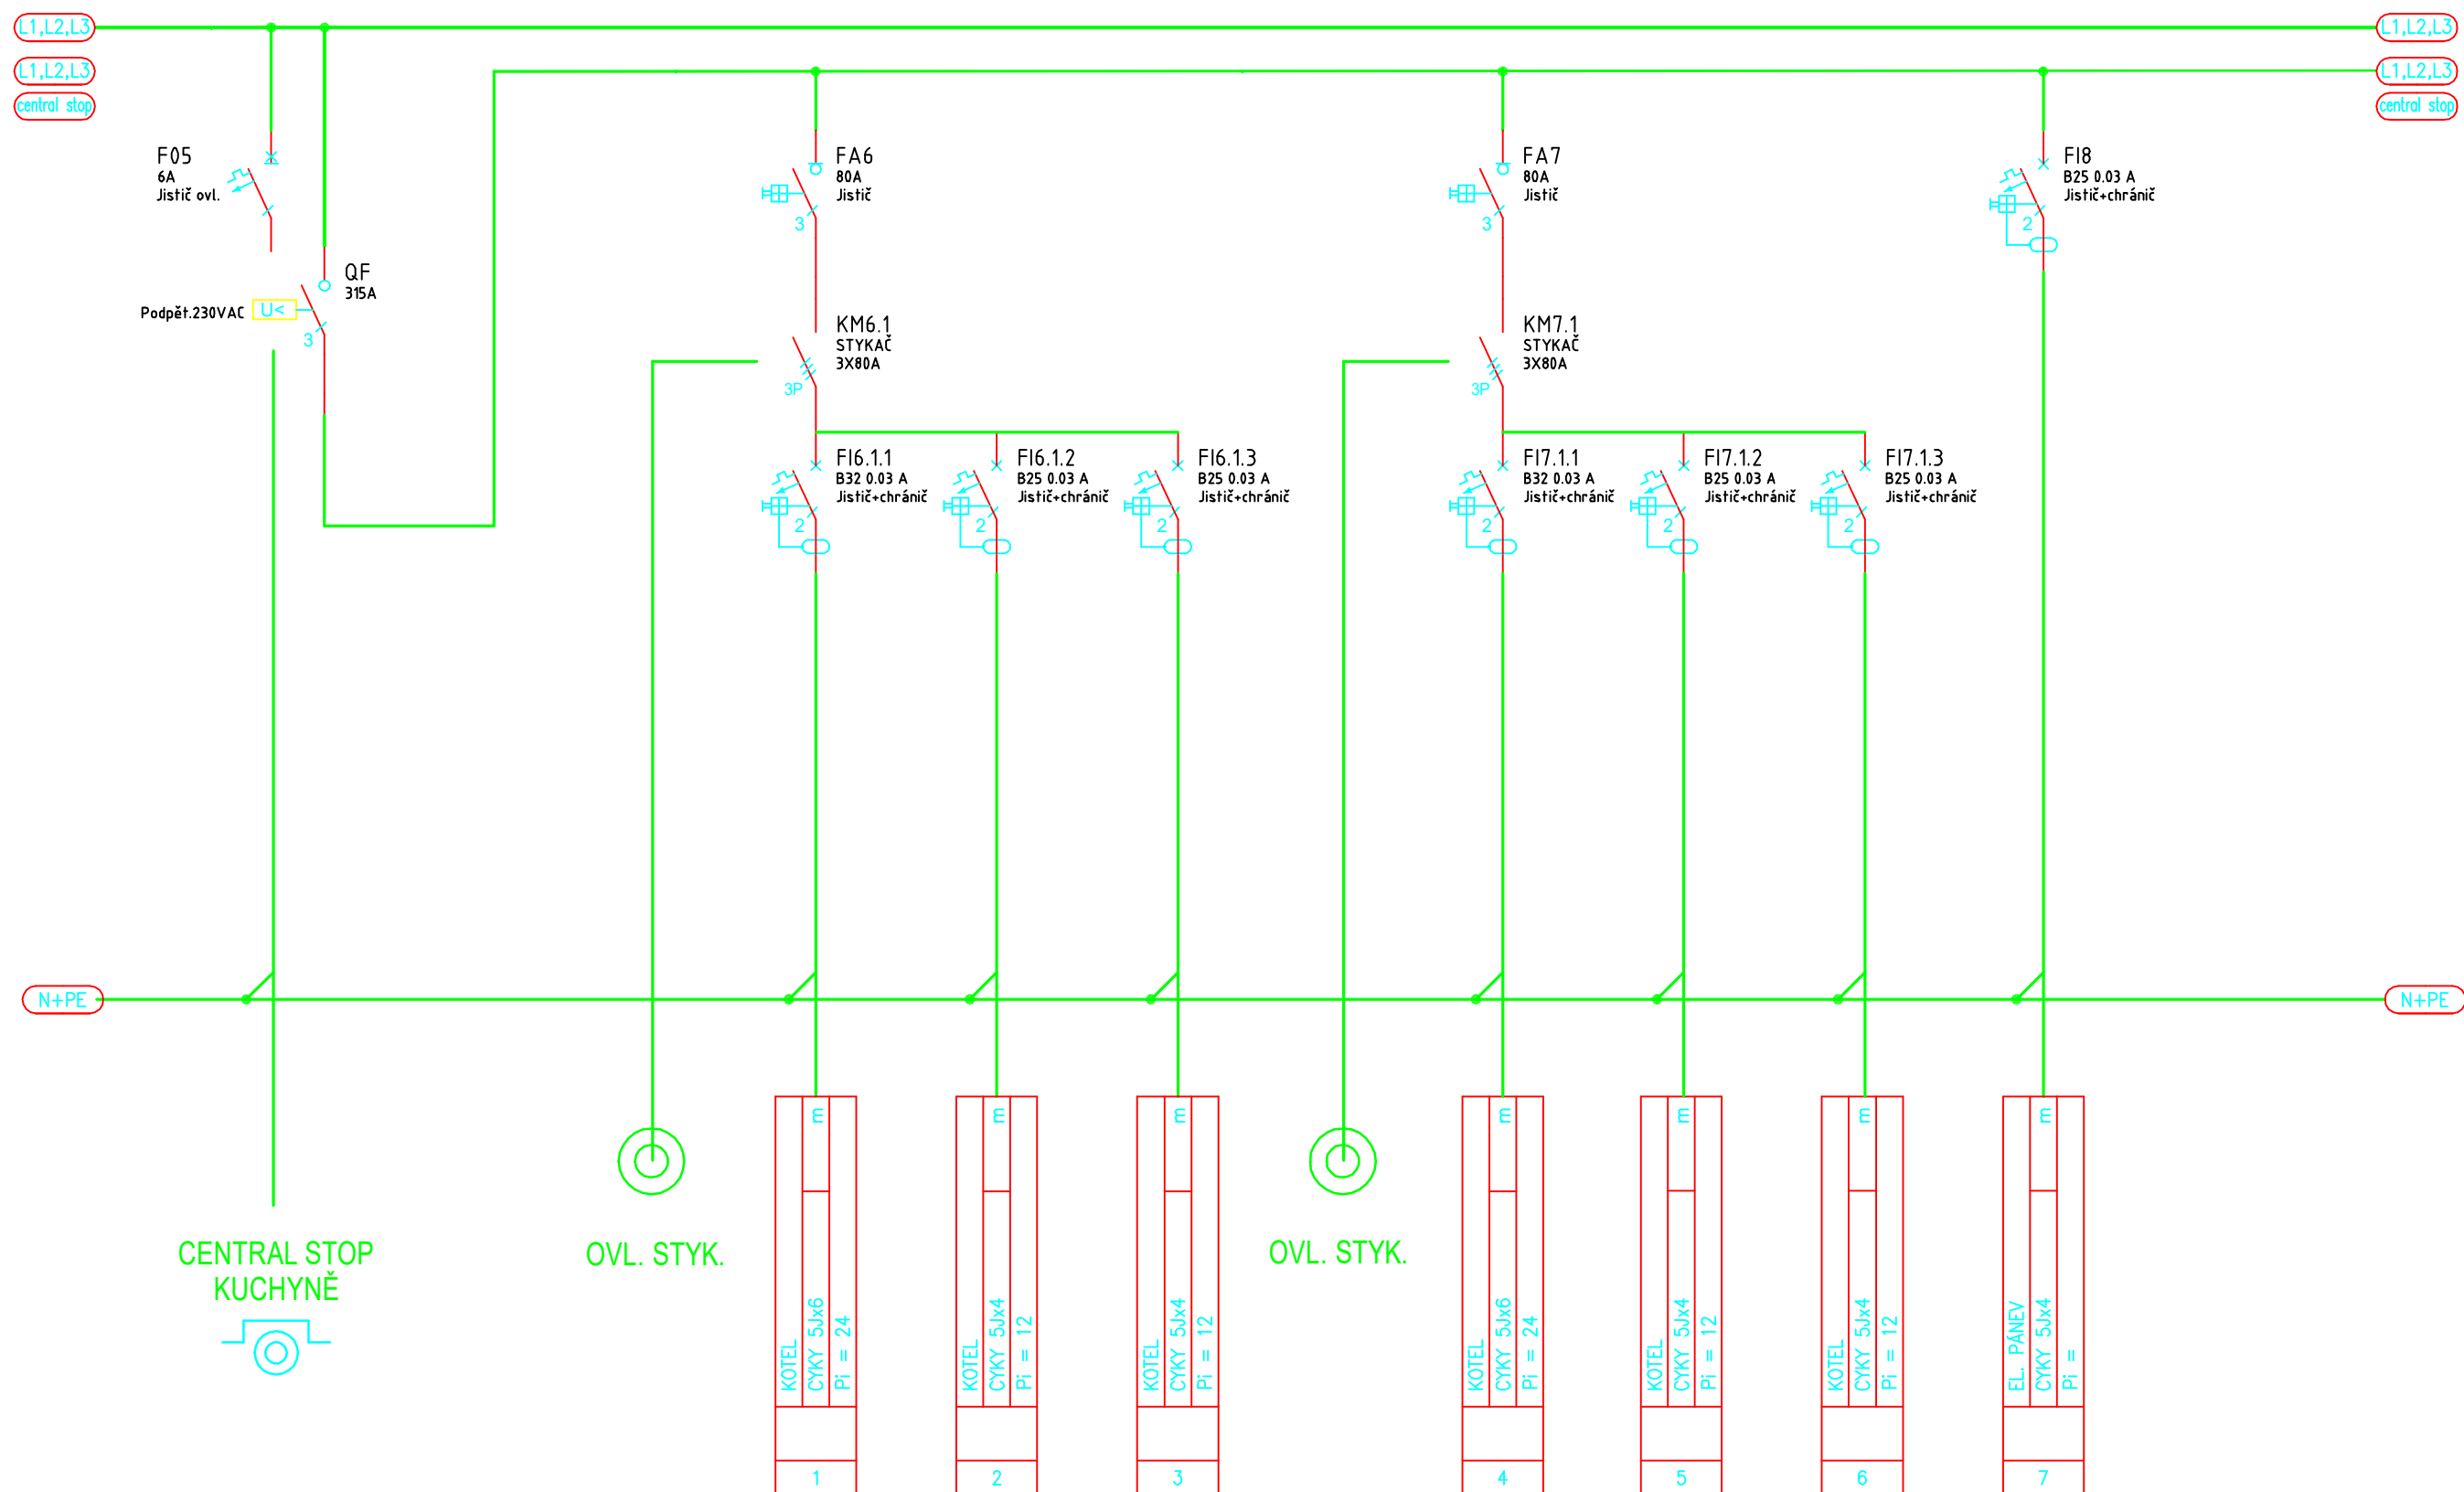 L1,L2,L3
L1,L2,L3
L1,L2,L3
L1,L2,L3
central stop
central stop
F05
6A
Jistič ovl.
FA6
80A
Jistič
3
FA7
80A
Jistič
3
FI8
B25 0.03 A
Jistič+chránič
2
QF
315A
Podpět.230VAC
U<
3
KM6.1
STYKAČ
3X80A
3P
KM7.1
STYKAČ
3X80A
3P
FI6.1.1
B32 0.03 A
Jistič+chránič
2
FI6.1.2
B25 0.03 A
Jistič+chránič
2
FI6.1.3
B25 0.03 A
Jistič+chránič
2
FI7.1.1
B32 0.03 A
Jistič+chránič
2
FI7.1.2
B25 0.03 A
Jistič+chránič
2
FI7.1.3
B25 0.03 A
Jistič+chránič
2
N+PE
N+PE
CENTRAL STOP
KUCHYNĚ
OVL. STYK.
OVL. STYK.
m
KOTEL
CYKY 5Jx6
Pi = 24
1
m
KOTEL
CYKY 5Jx4
Pi = 12
2
m
KOTEL
CYKY 5Jx4
Pi = 12
3
m
KOTEL
CYKY 5Jx6
Pi = 24
4
m
KOTEL
CYKY 5Jx4
Pi = 12
5
m
KOTEL
CYKY 5Jx4
Pi = 12
6
m
EL. PÁNEV
CYKY 5Jx4
Pi =
7